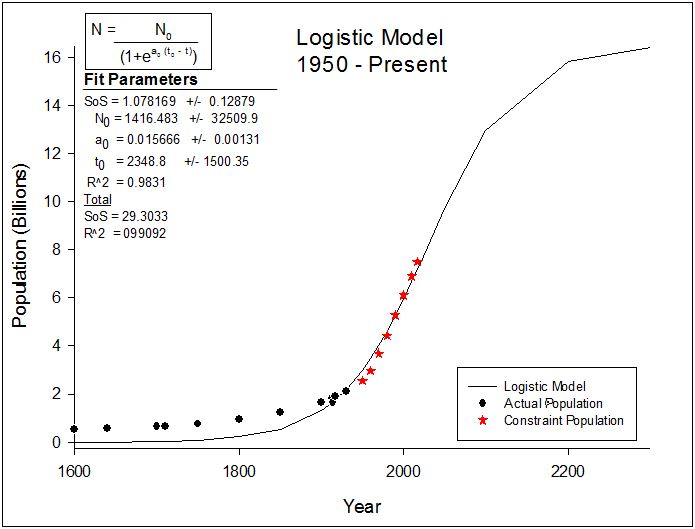 Logistic Model
1950 - Present
N = N₀
(1+e^a₀ (t₀ - t))
Fit Parameters
SoS = 1.078169 +/- 0.12879
N₀ = 1416.483 +/- 32509.9
a₀ = 0.015666 +/- 0.00131
t₀ = 2348.8 +/- 1500.35
R^2 = 0.9831
Total
SoS = 29.3033
R^2 = 099092
Population (Billions)
16
14
12
10
8
6
4
2
0
1600
1800
2000
2200
Year
Logistic Model
Actual Population
Constraint Population